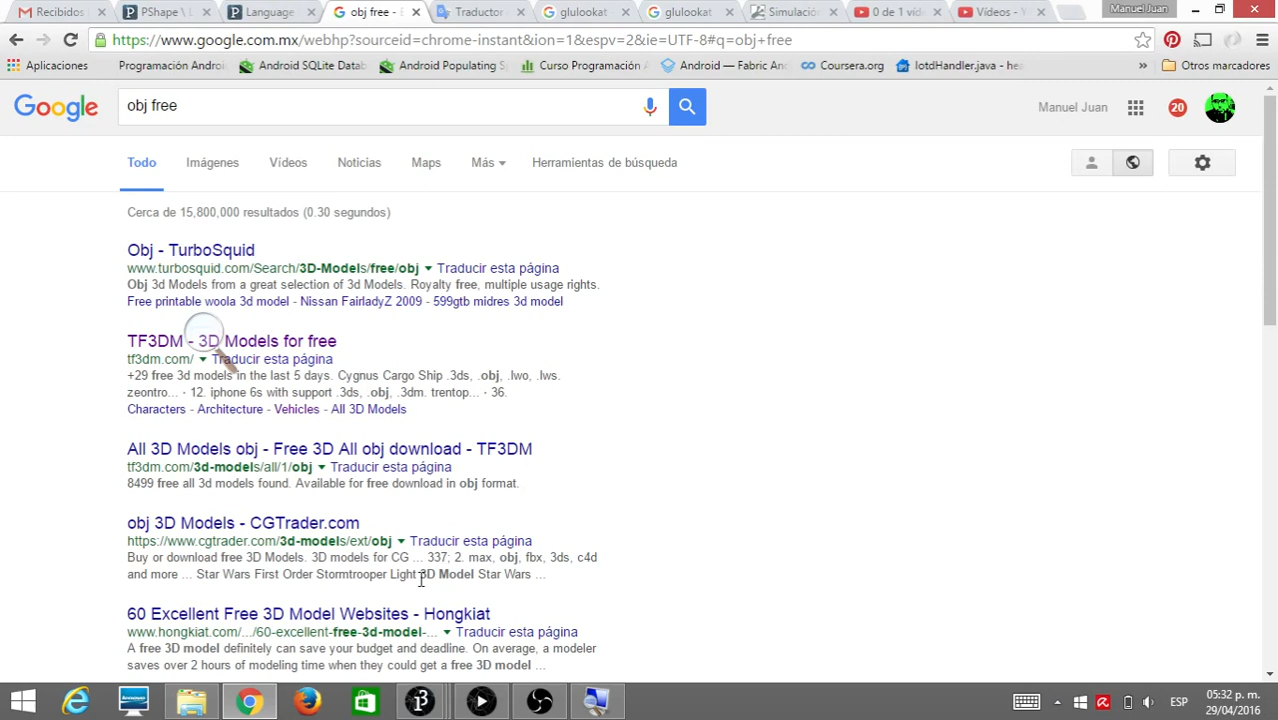 Recibidos
PShape \ L
Language
obj free -
Traductor
glulookat
glulookat
Simulació
0 de 1 víd
Vídeos - Y
Manuel Juan
https://www.google.com.mx/webhp?sourceid=chrome-instant&ion=1&espv=2&ie=UTF-8#q=obj+free
Aplicaciones
Programación Androi
Android SQLite Datab
Android Populating S
Curso Programación
Android — Fabric An
Coursera.org
lotdHandler.java - hea
»
Otros marcadores
Google
obj free
Manuel Juan
20
Todo
Imágenes
Vídeos
Noticias
Maps
Más
Herramientas de búsqueda
Cerca de 15,800,000 resultados (0.30 segundos)
Obj - TurboSquid
www.turbosquid.com/Search/3D-Models/free/obj Traducir esta página
Obj 3d Models from a great selection of 3d Models. Royalty free, multiple usage rights.
Free printable woola 3d model - Nissan FairladyZ 2009 - 599gtb midres 3d model
TF3DM - 3D Models for free
tf3dm.com/ Traducir esta página
+29 free 3d models in the last 5 days. Cygnus Cargo Ship .3ds, .obj, .lwo, .lws.
zeontro... · 12. iphone 6s with support .3ds, .obj, .3dm. trentop... · 36.
Characters - Architecture - Vehicles - All 3D Models
All 3D Models obj - Free 3D All obj download - TF3DM
tf3dm.com/3d-models/all/1/obj Traducir esta página
8499 free all 3d models found. Available for free download in obj format.
obj 3D Models - CGTrader.com
https://www.cgtrader.com/3d-models/ext/obj Traducir esta página
Buy or download free 3D Models. 3D models for CG ... 337; 2. max, obj, fbx, 3ds, c4d
and more ... Star Wars First Order Stormtrooper Light 3D Model Star Wars ...
60 Excellent Free 3D Model Websites - Hongkiat
www.hongkiat.com/.../60-excellent-free-3d-model-... Traducir esta página
A free 3D model definitely can save your budget and deadline. On average, a modeler
saves over 2 hours of modeling time when they could get a free 3D model ...
ESP
05:32 p. m.
29/04/2016